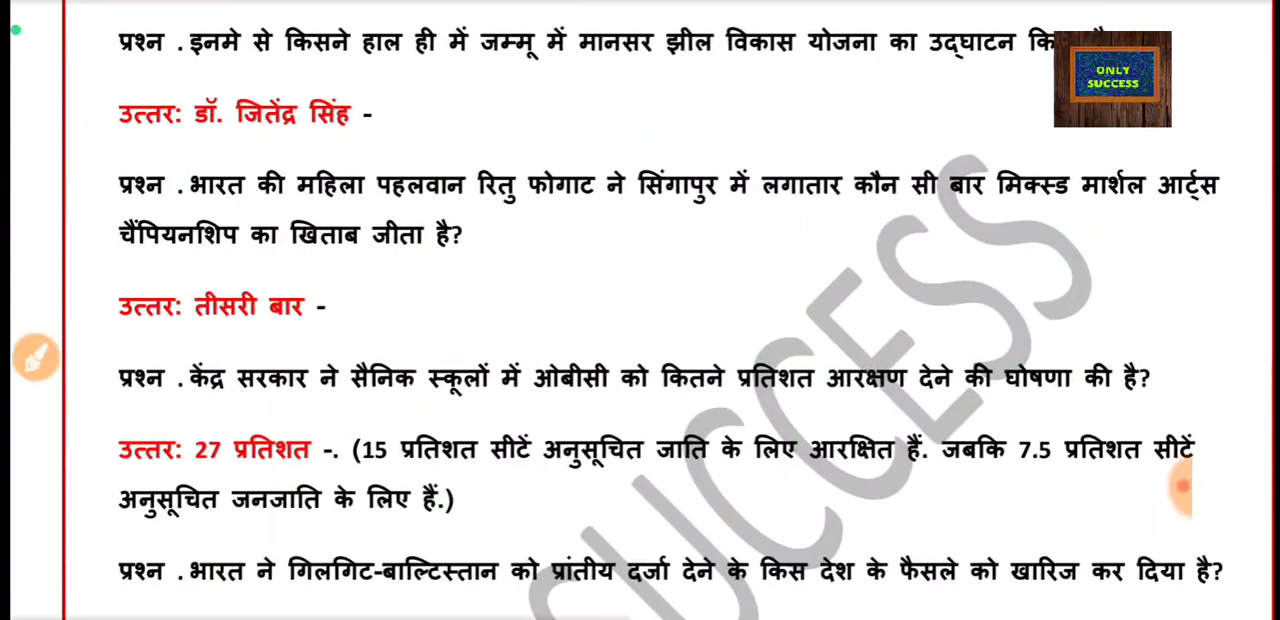 प्रश्न .इनमे से किसने हाल ही में जम्मू में मानसर झील विकास योजना का उद्घाटन
ONLY
SUCCESS
उत्तर: डॉ. जितेंद्र सिंह -
प्रश्न .भारत की महिला पहलवान रितु फोगाट ने सिंगापुर में लगातार कौन सी बार मिक्स्ड मार्शल आर्ट्स
चैंपियनशिप का खिताब जीता है?
उत्तर: तीसरी बार -
प्रश्न .केंद्र सरकार ने सैनिक स्कूलों में ओबीसी को कितने प्रतिशत आरक्षण देने की घोषणा की है?
उत्तर: 27 प्रतिशत -. (15 प्रतिशत सीटें अनुसूचित जाति के लिए आरक्षित हैं. जबकि 7.5 प्रतिशत सीटें
अनुसूचित जनजाति के लिए हैं.)
प्रश्न .भारत ने गिलगिट-बाल्टिस्तान को प्रांतीय दर्जा देने के किस देश के फैसले को खारिज कर दिया है?
SUCCESS